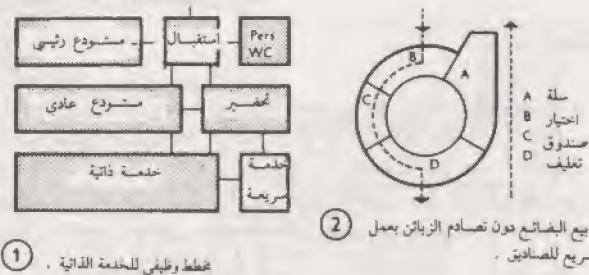 مستودع رئيسي
استقبال
Pers
WC
مستودع عادي
تحضير
خدمة ذاتية
خدمة
سريعة
1 مخطط وظيفي للخدمة الذاتية .
A
B
C
D
A سلة
B اختيار
C صندوق
D تغليف
2 بيع البضائع دون تصادم الزبائن بعمل
سريع للصناديق .